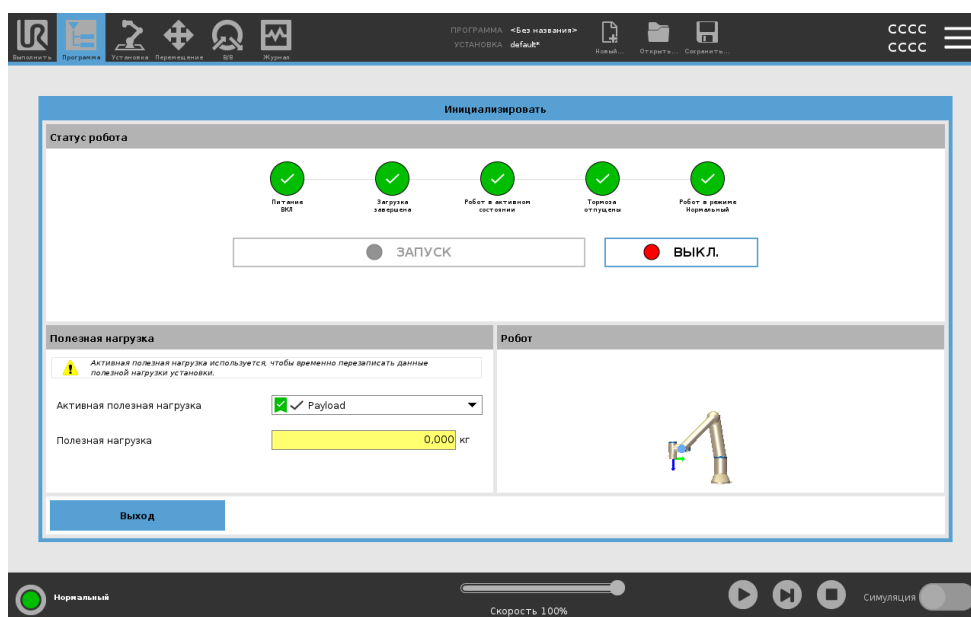 ПРОГРАММА <Без названия>
УСТАНОВКА default*
CCCC
CCCC
Выполнить Программа Установка Перемещение В/В Журнал Новый... Открыть... Сохранить...
Инициализировать
Статус робота
Питание ВКЛ
Загрузка завершена
Робот в активном состоянии
Тормоза отпущены
Робот в режиме Нормальный
ЗАПУСК
ВЫКЛ.
Полезная нагрузка
Робот
Активная полезная нагрузка используется, чтобы временно перезаписать данные
полезной нагрузки установки.
Активная полезная нагрузка
Payload
Полезная нагрузка
0,000 кг
Выход
Нормальный
Скорость 100%
Симуляция